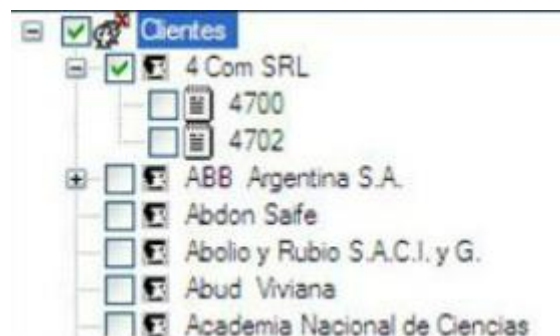 Clientes
4 Com SRL
4700
4702
ABB Argentina S.A.
Abdon Saife
Abolio y Rubio S.A.C.I. y G.
Abud Viviana
Academia Nacional de Ciencias